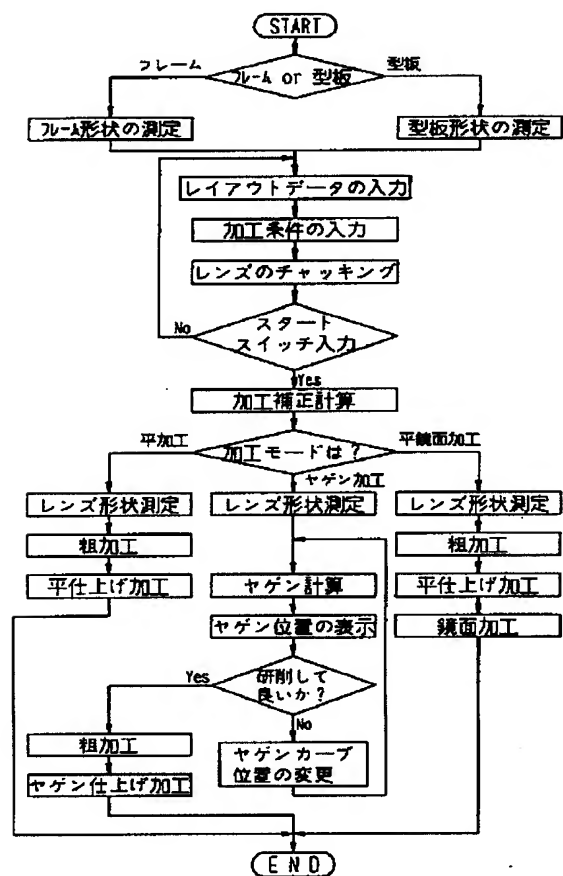 START
フレーム
フレーム or 型板
型板
フレーム形状の測定
型板形状の測定
レイアウトデータの入力
加工条件の入力
レンズのチャッキング
No
スタート
スイッチ入力
Yes
加工補正計算
平加工
加工モードは?
平鏡面加工
ヤゲン加工
レンズ形状測定
レンズ形状測定
レンズ形状測定
粗加工
粗加工
平仕上げ加工
ヤゲン計算
平仕上げ加工
ヤゲン位置の表示
鏡面加工
Yes
研削して
良いか?
No
粗加工
ヤゲンカーブ
位置の変更
ヤゲン仕上げ加工
END